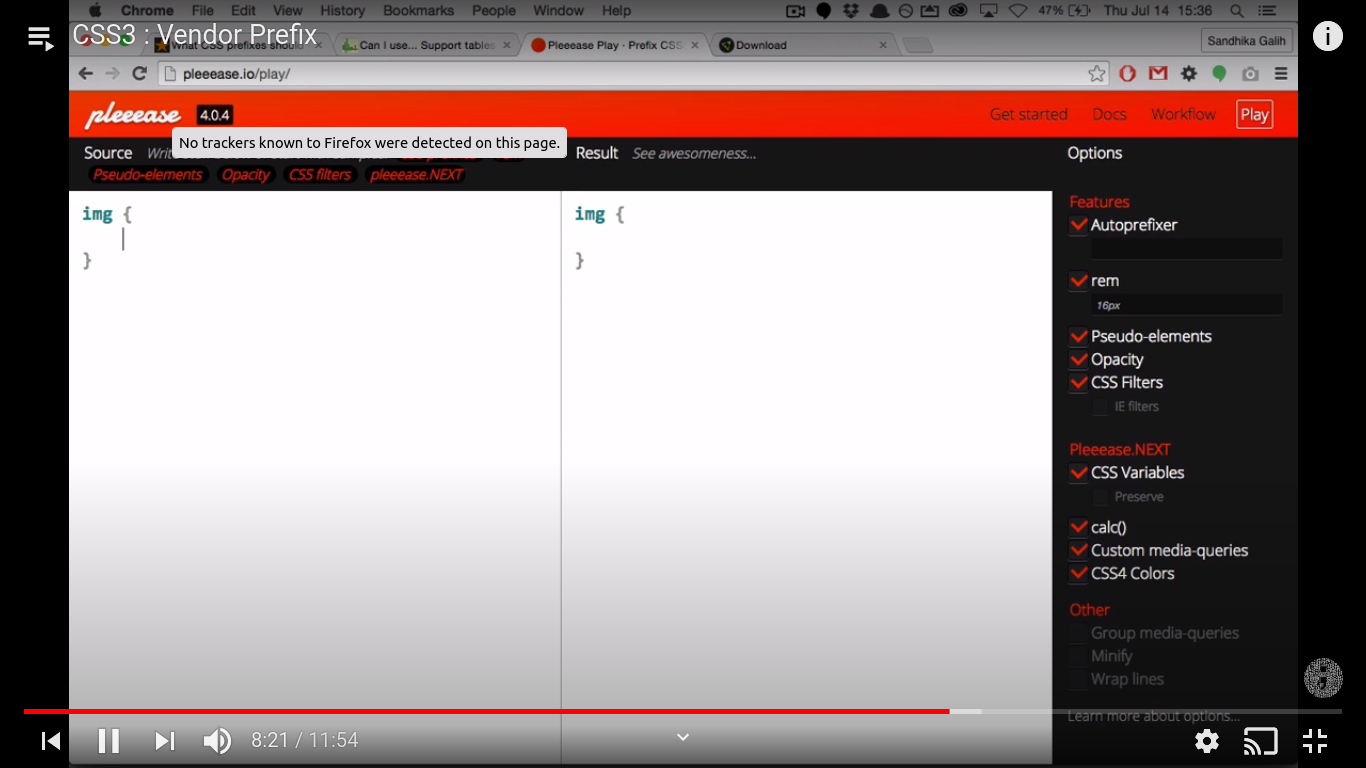 Chrome File Edit View History Bookmarks People Window Help 47% Thu Jul 14 15:36
CSS3 : Vendor Prefix
What CSS prefixes shou
Can I use... Support tables
Pleeease Play - Prefix CSS
Download
Sandhika Galih
pleeease.io/play/
pleeease 4.0.4 Get started Docs Workflow Play
No trackers known to Firefox were detected on this page.
Source Writ
Result See awesomeness...
Options
Pseudo-elements Opacity CSS filters pleeease.NEXT
img {
}
img {
}
Features
Autoprefixer
rem
16px
Pseudo-elements
Opacity
CSS Filters
IE filters
Pleeease.NEXT
CSS Variables
Preserve
calc()
Custom media-queries
CSS4 Colors
Other
Group media-queries
Minify
Wrap lines
Learn more about options...
8:21 / 11:54